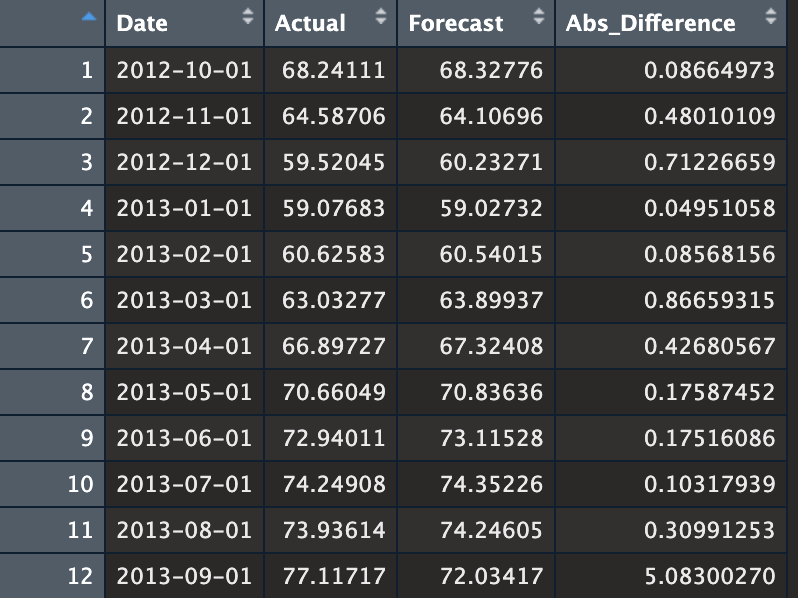 Date Actual Forecast Abs_Difference
1 2012-10-01 68.24111 68.32776 0.08664973
2 2012-11-01 64.58706 64.10696 0.48010109
3 2012-12-01 59.52045 60.23271 0.71226659
4 2013-01-01 59.07683 59.02732 0.04951058
5 2013-02-01 60.62583 60.54015 0.08568156
6 2013-03-01 63.03277 63.89937 0.86659315
7 2013-04-01 66.89727 67.32408 0.42680567
8 2013-05-01 70.66049 70.83636 0.17587452
9 2013-06-01 72.94011 73.11528 0.17516086
10 2013-07-01 74.24908 74.35226 0.10317939
11 2013-08-01 73.93614 74.24605 0.30991253
12 2013-09-01 77.11717 72.03417 5.08300270